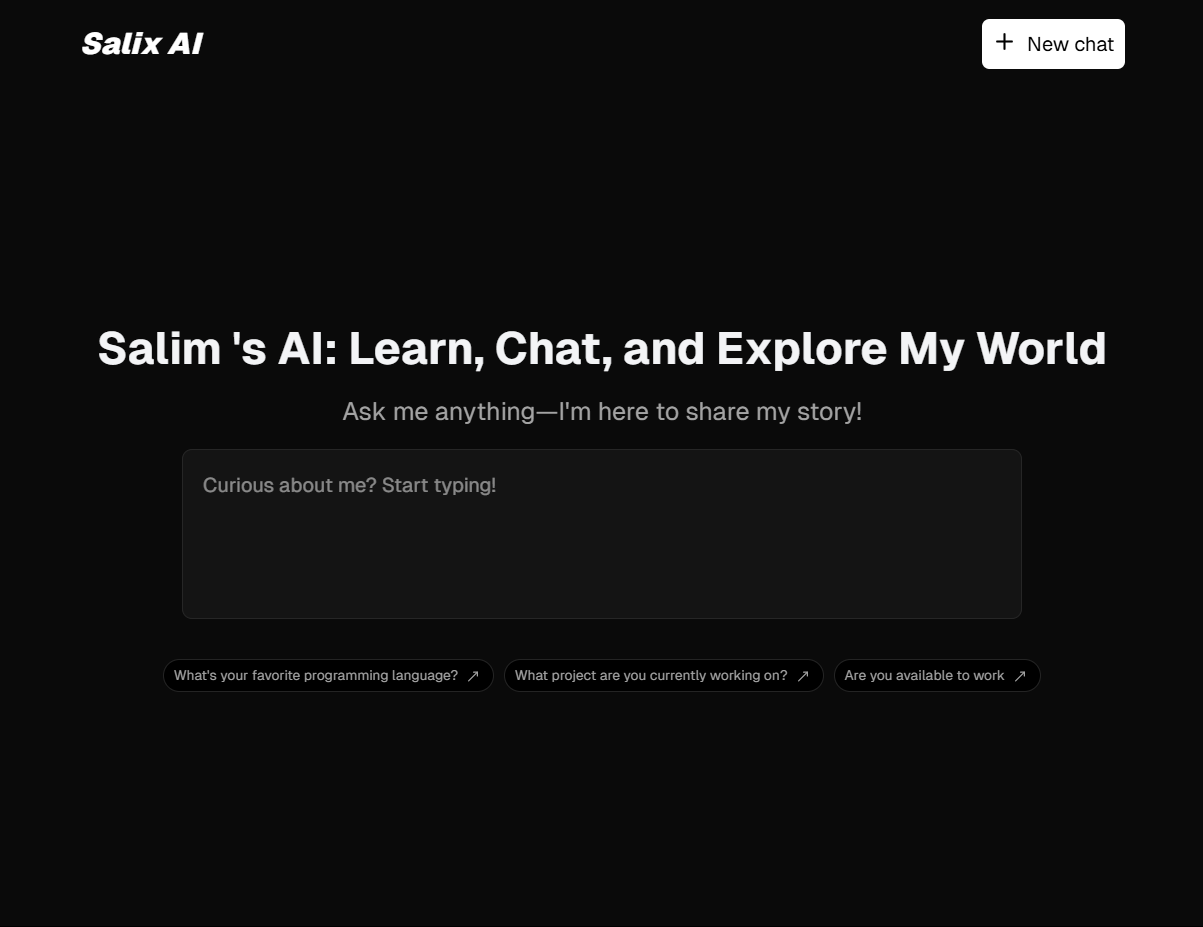 Salix AI
New chat
Salim 's AI: Learn, Chat, and Explore My World
Ask me anything—I'm here to share my story!
Curious about me? Start typing!
What's your favorite programming language?
What project are you currently working on?
Are you available to work